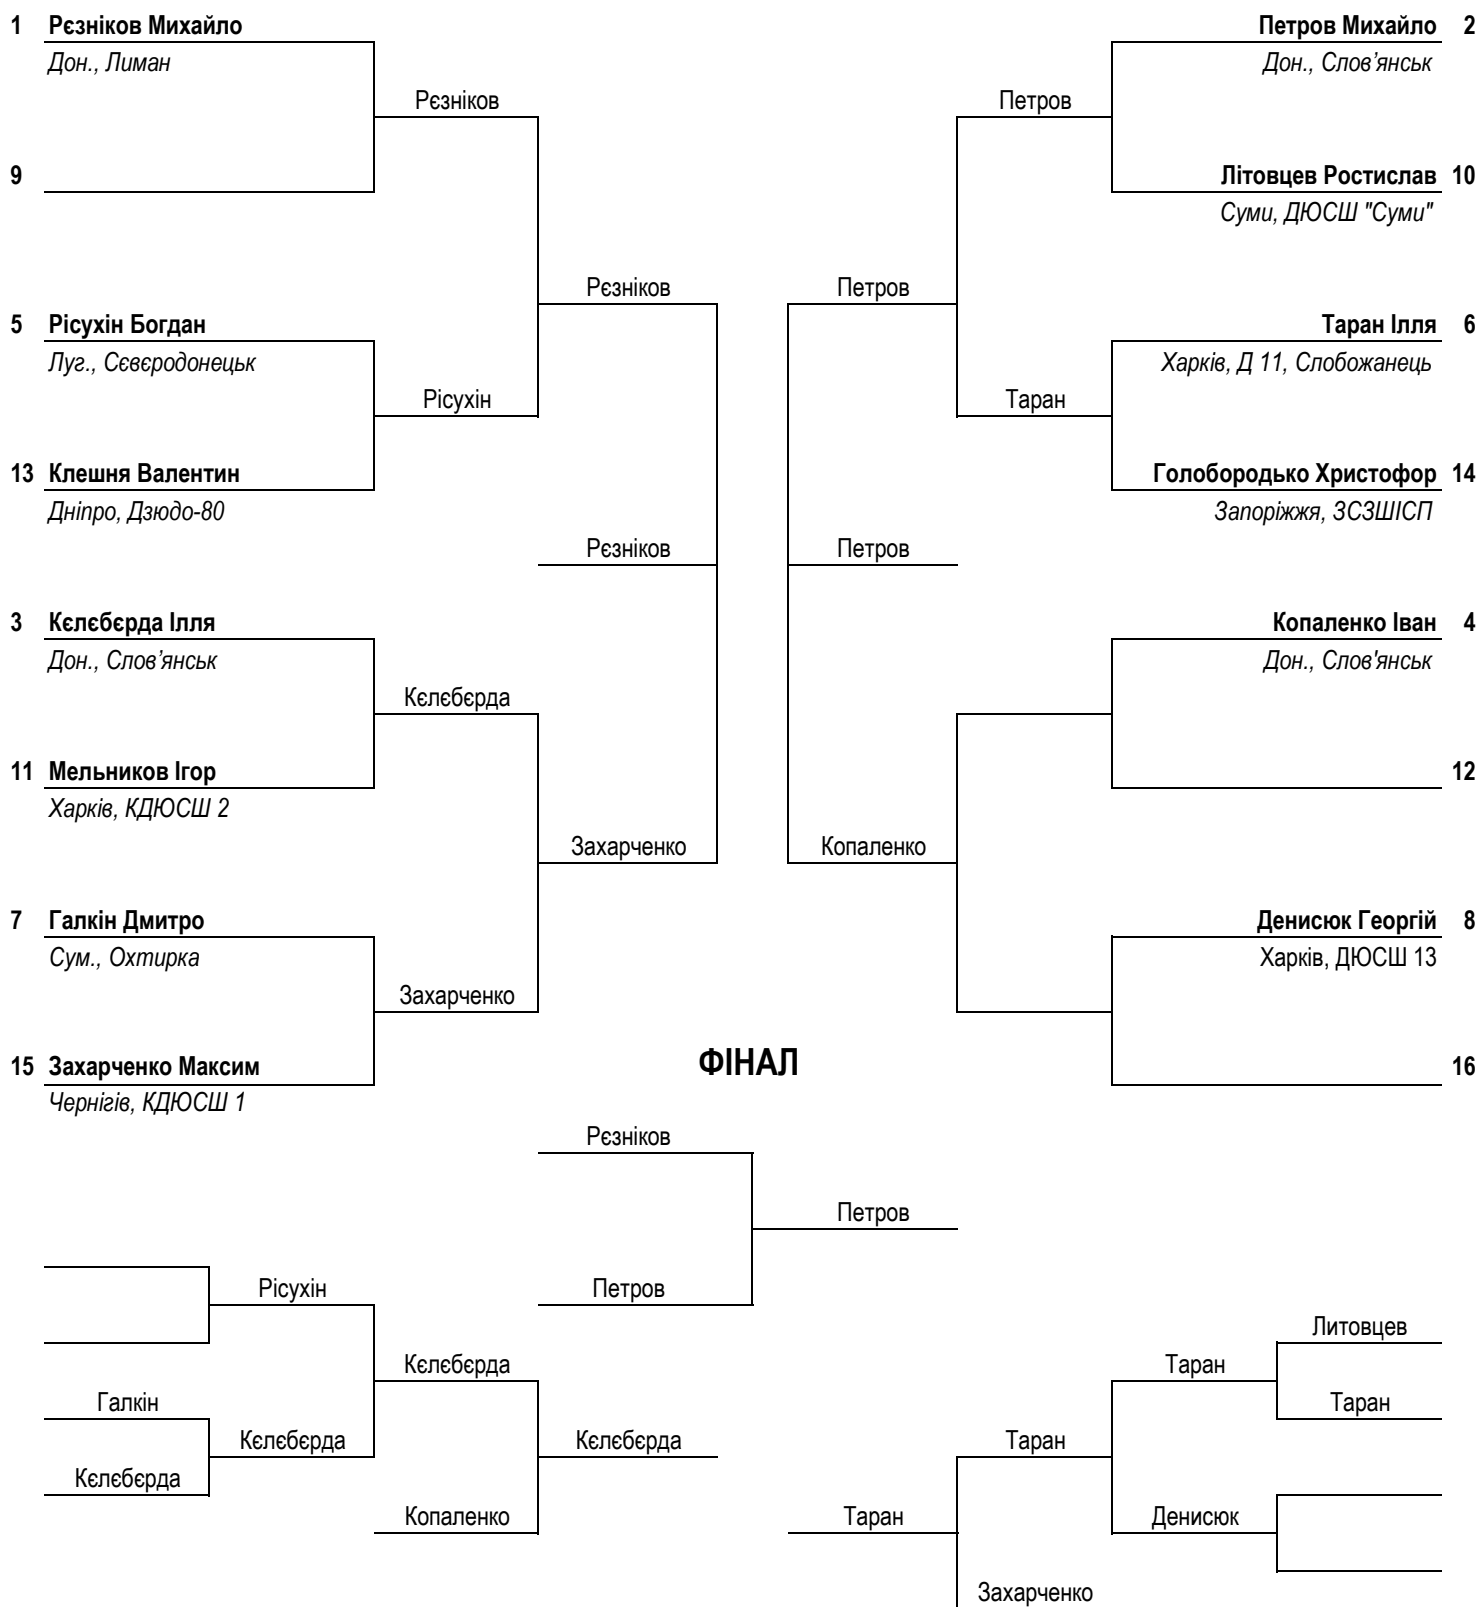 1 Рєзніков Михайло
Петров Михайло 2
Дон., Лиман
Дон., Слов’янськ
Рєзніков
Петров
9
Літовцев Ростислав 10
Суми, ДЮСШ "Суми"
Рєзніков
Петров
5 Рісухін Богдан
Таран Ілля 6
Луг., Сєвєродонецьк
Харків, Д 11, Слобожанець
Рісухін
Таран
13 Клешня Валентин
Голобородько Христофор 14
Дніпро, Дзюдо-80
Запоріжжя, ЗСЗШІСП
Рєзніков
Петров
3 Кєлєбєрда Ілля
Копаленко Іван 4
Дон., Слов’янськ
Дон., Слов'янськ
Кєлєбєрда
11 Мельников Ігор
12
Харків, КДЮСШ 2
Захарченко
Копаленко
7 Галкін Дмитро
Денисюк Георгій 8
Сум., Охтирка
Харків, ДЮСШ 13
Захарченко
15 Захарченко Максим
ФІНАЛ
16
Чернігів, КДЮСШ 1
Рєзніков
Петров
Рісухін
Петров
Литовцев
Кєлєбєрда
Таран
Галкін
Таран
Кєлєбєрда
Кєлєбєрда
Таран
Кєлєбєрда
Копаленко
Таран
Денисюк
Захарченко